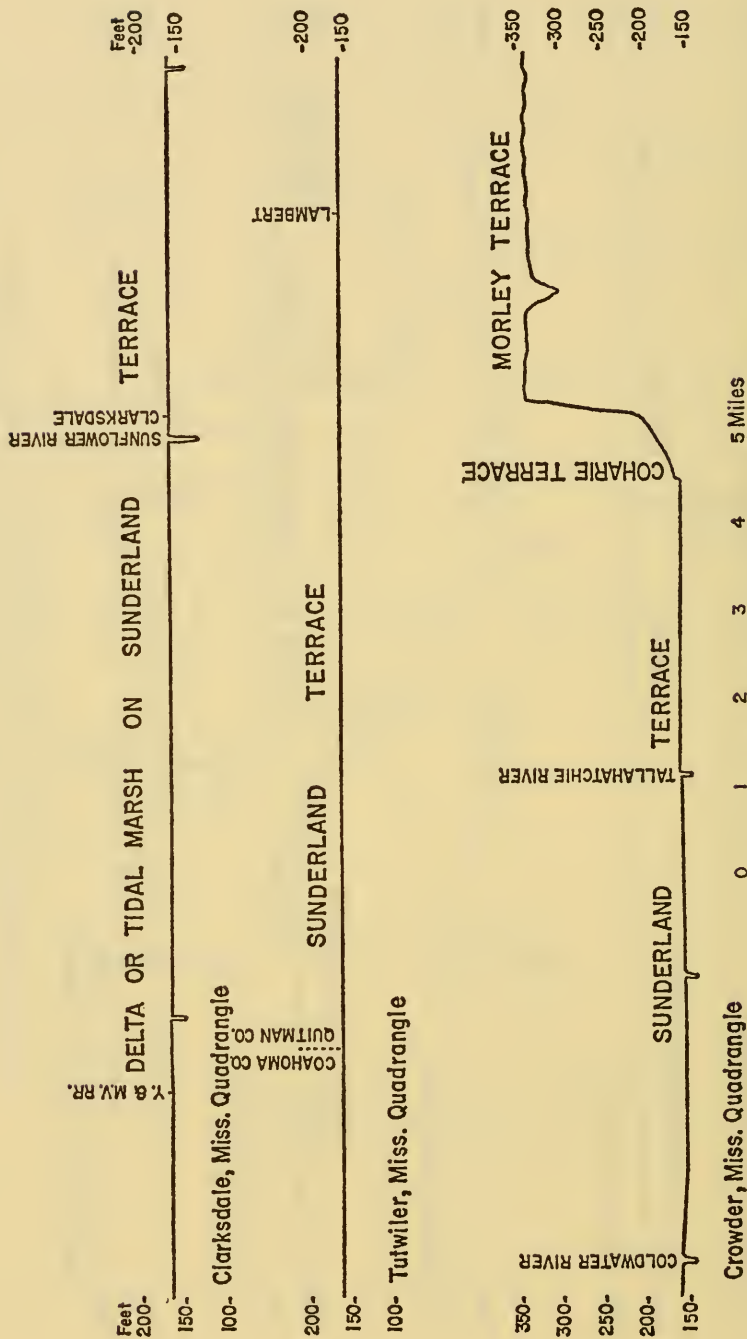 Feet
200-
150-
100-
Y. & M.V. RR.
DELTA OR TIDAL MARSH ON SUNDERLAND TERRACE
SUNFLOWER RIVER
CLARKSDALE
Feet
-200
-150
Clarksdale, Miss. Quadrangle
200-
150-
100-
COAHOMA CO.
QUITMAN CO.
SUNDERLAND TERRACE
LAMBERT
-200
-150
Tutwiler, Miss. Quadrangle
350-
300-
250-
200-
150-
COLDWATER RIVER
SUNDERLAND TERRACE
TALLAHATCHIE RIVER
COHARIE TERRACE
MORLEY TERRACE
-350
-300
-250
-200
-150
Crowder, Miss. Quadrangle
0 1 2 3 4 5 Miles